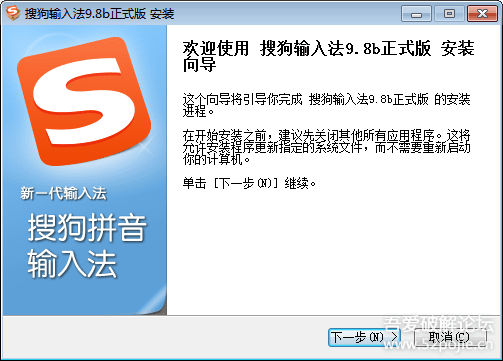 搜狗输入法9.8b正式版 安装
欢迎使用 搜狗输入法9.8b正式版 安装
向导
这个向导将引导你完成 搜狗输入法9.8b正式版 的安装
进程。
在开始安装之前，建议先关闭其他所有应用程序。这将
允许安装程序更新指定的系统文件，而不需要重新启动
你的计算机。
单击 [下一步(N)] 继续。
S
新一代输入法
搜狗拼音
输入法
下一步(N) >
取消(C)
吾爱破解论坛
www.52pojie.cn